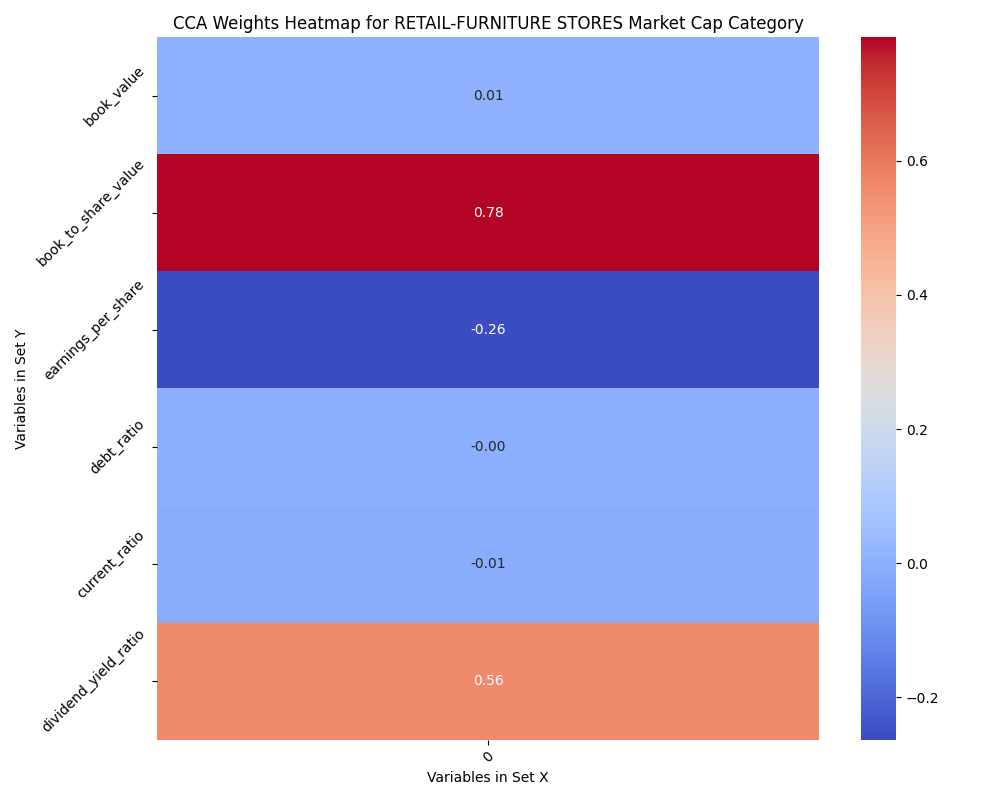 CCA Weights Heatmap for RETAIL-FURNITURE STORES Market Cap Category
Variables in Set Y
book_value
0.01
book_to_share_value
0.78
earnings_per_share
-0.26
debt_ratio
-0.00
current_ratio
-0.01
dividend_yield_ratio
0.56
0
Variables in Set X
0.6
0.4
0.2
0.0
−0.2